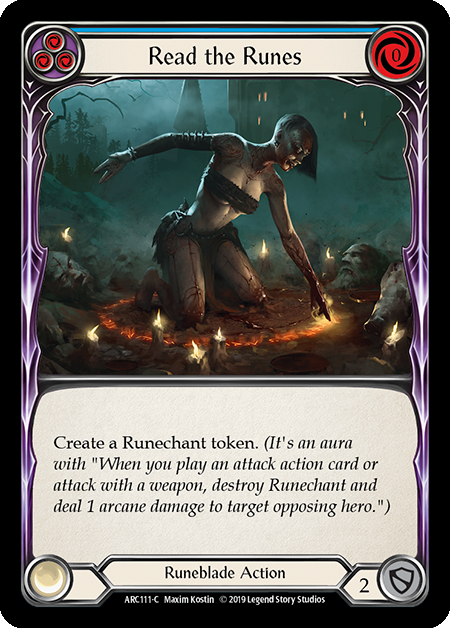 Read the Runes
0
Create a Runechant token. (It's an aura
with "When you play an attack action card or
attack with a weapon, destroy Runechant and
deal 1 arcane damage to target opposing hero.")
Runeblade Action
2
ARC111-C Maxim Kostin © 2019 Legend Story Studios